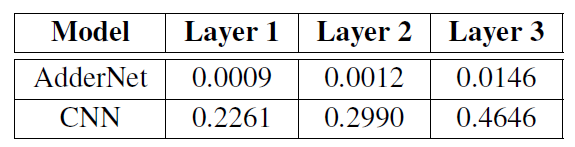 Model Layer 1 Layer 2 Layer 3
AdderNet 0.0009 0.0012 0.0146
CNN 0.2261 0.2990 0.4646